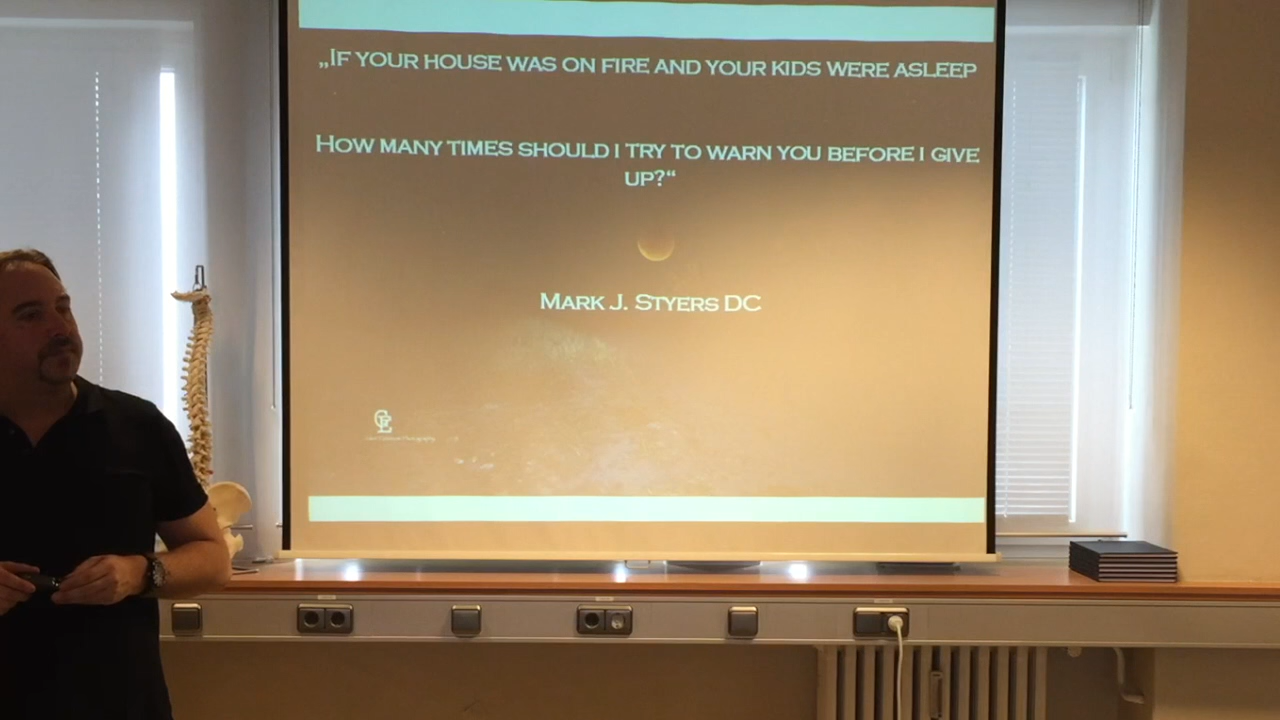 „If your house was on fire and your kids were asleep
How many times should I try to warn you before I give
up?“
Mark J. Styers DC